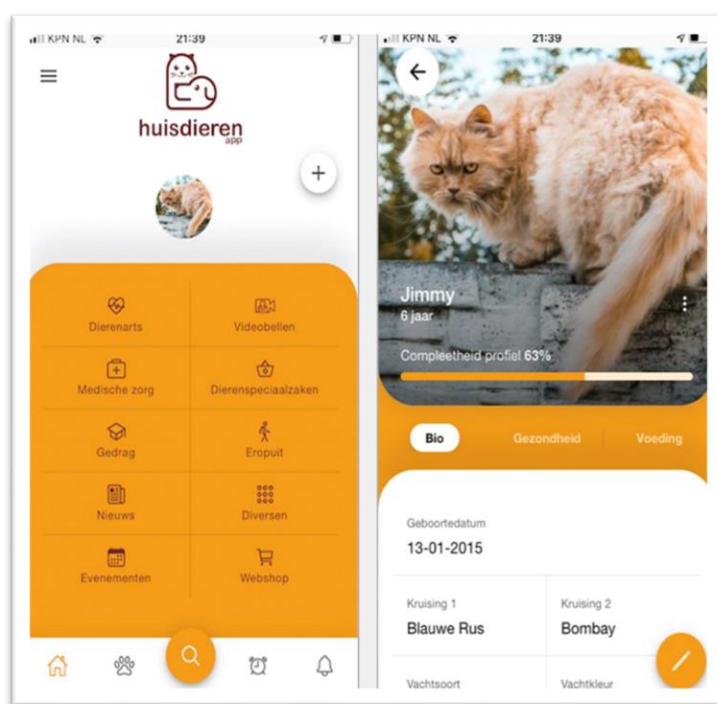 KPN NL 21:39
huisdieren
app
+
Dierenarts Videobellen
Medische zorg Dierenspeciaalzaken
Gedrag Eropuit
Nieuws Diversen
Evenementen Webshop
KPN NL 21:39
Jimmy
6 jaar
Compleetheid profiel 63%
Bio Gezondheid Voeding
Geboortedatum
13-01-2015
Kruising 1 Kruising 2
Blauwe Rus Bombay
Vachtsoort Vachtkleur